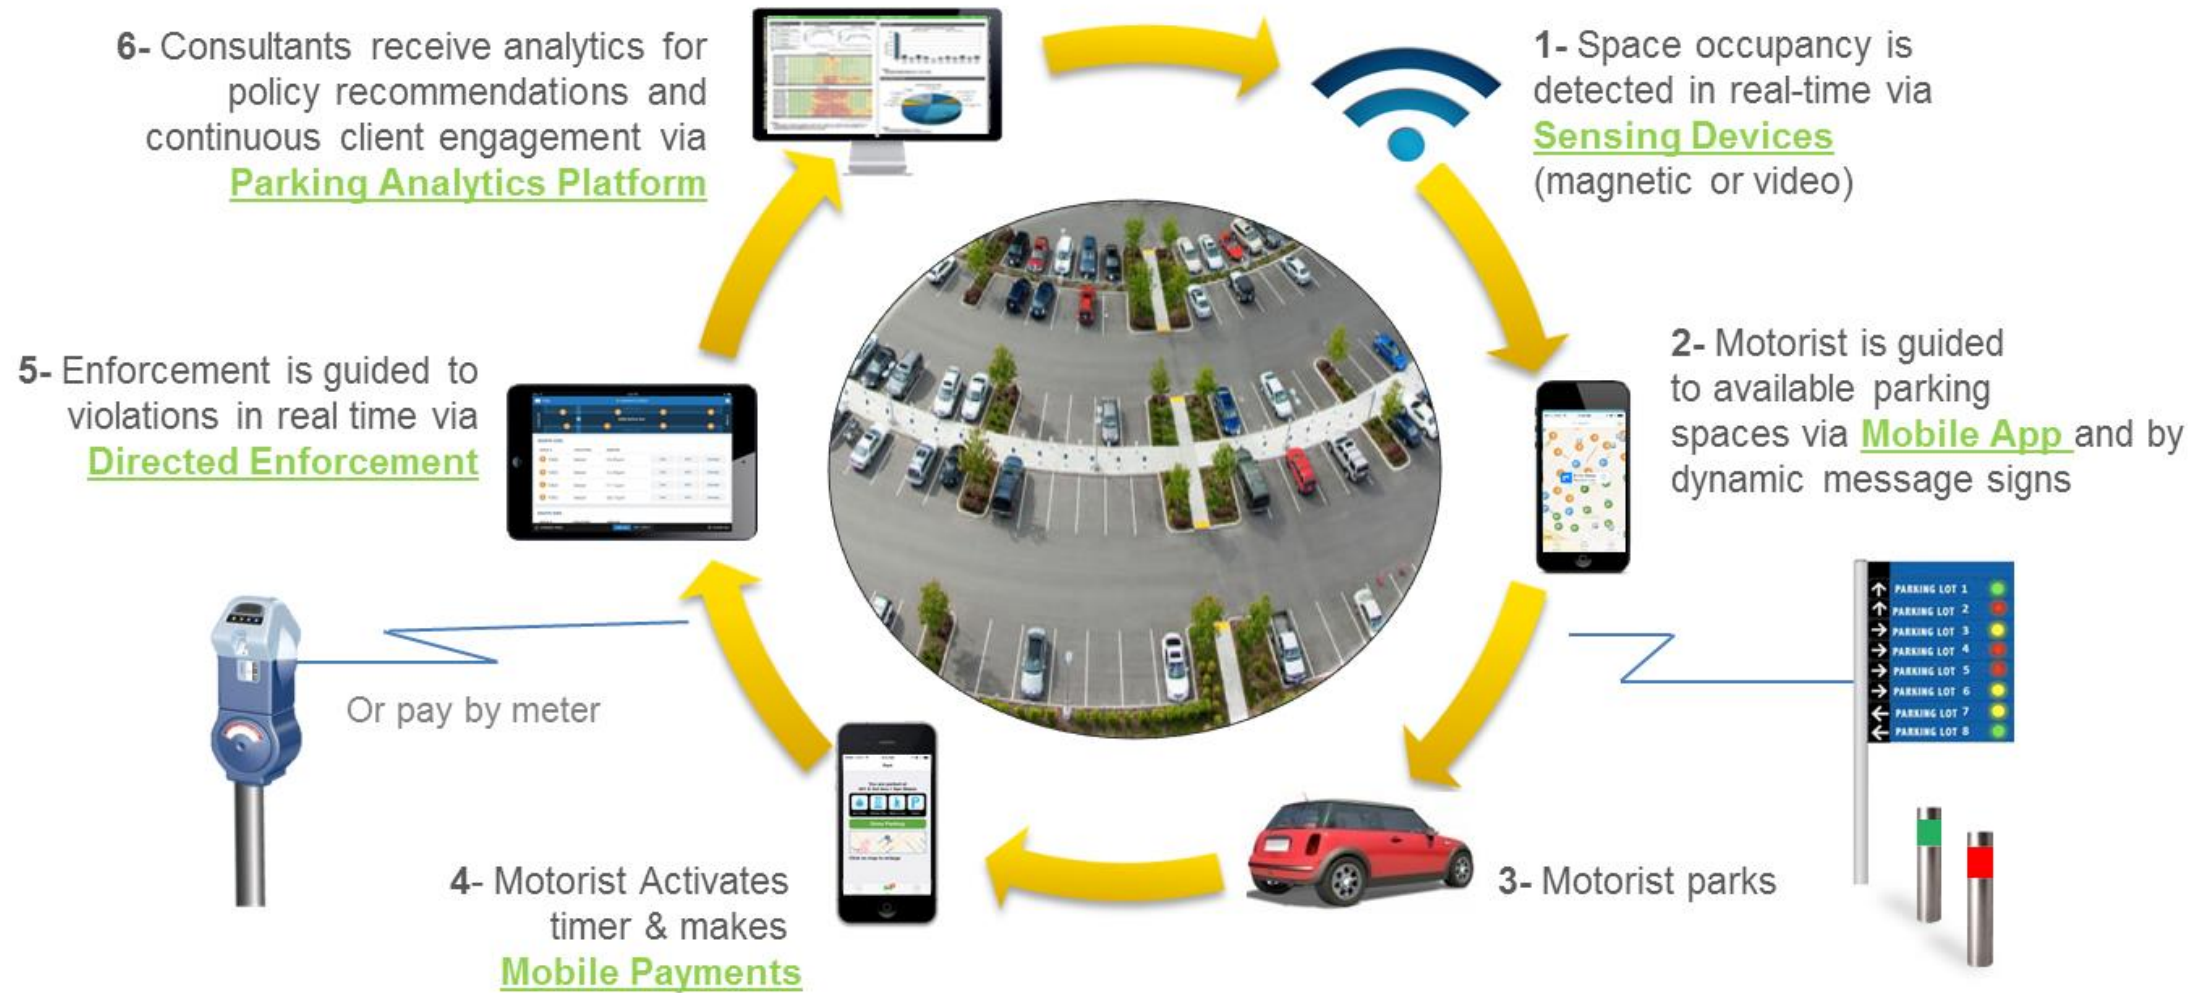 6- Consultants receive analytics for
policy recommendations and
continuous client engagement via
Parking Analytics Platform
1- Space occupancy is
detected in real-time via
Sensing Devices
(magnetic or video)
2- Motorist is guided
to available parking
spaces via Mobile App and by
dynamic message signs
5- Enforcement is guided to
violations in real time via
Directed Enforcement
PARKING LOT 1
PARKING LOT 2
PARKING LOT 3
PARKING LOT 4
PARKING LOT 5
PARKING LOT 6
PARKING LOT 7
PARKING LOT 8
Or pay by meter
3- Motorist parks
4- Motorist Activates
timer & makes
Mobile Payments